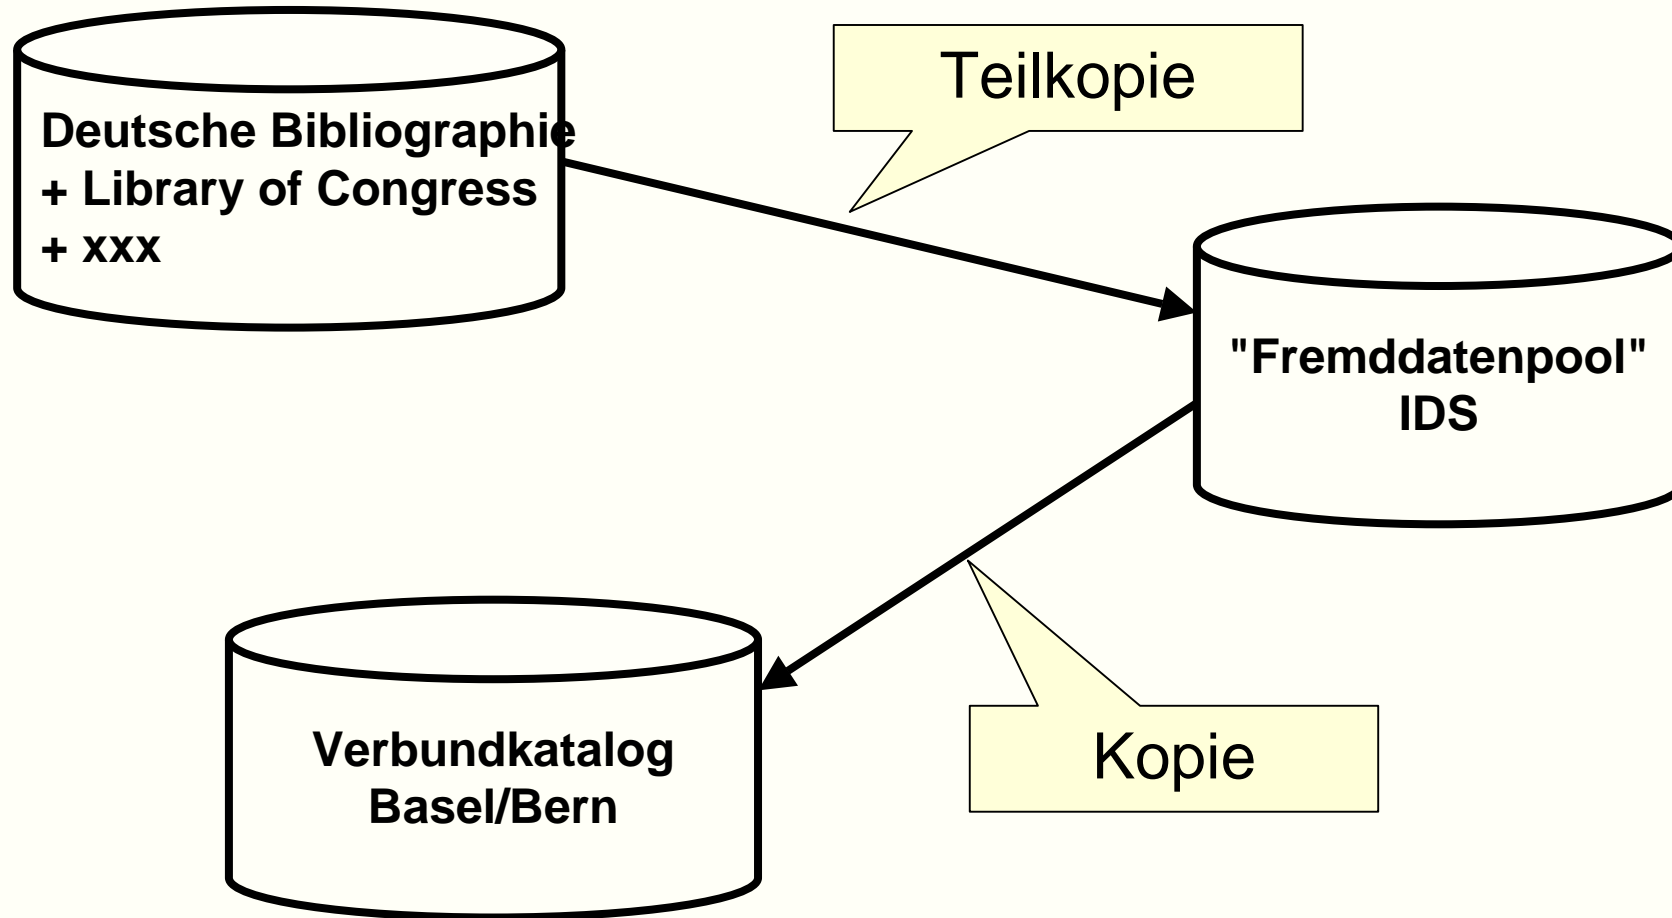 Deutsche Bibliographie
+ Library of Congress
+ xxx
Teilkopie
"Fremddatenpool"
IDS
Verbundkatalog
Basel/Bern
Kopie